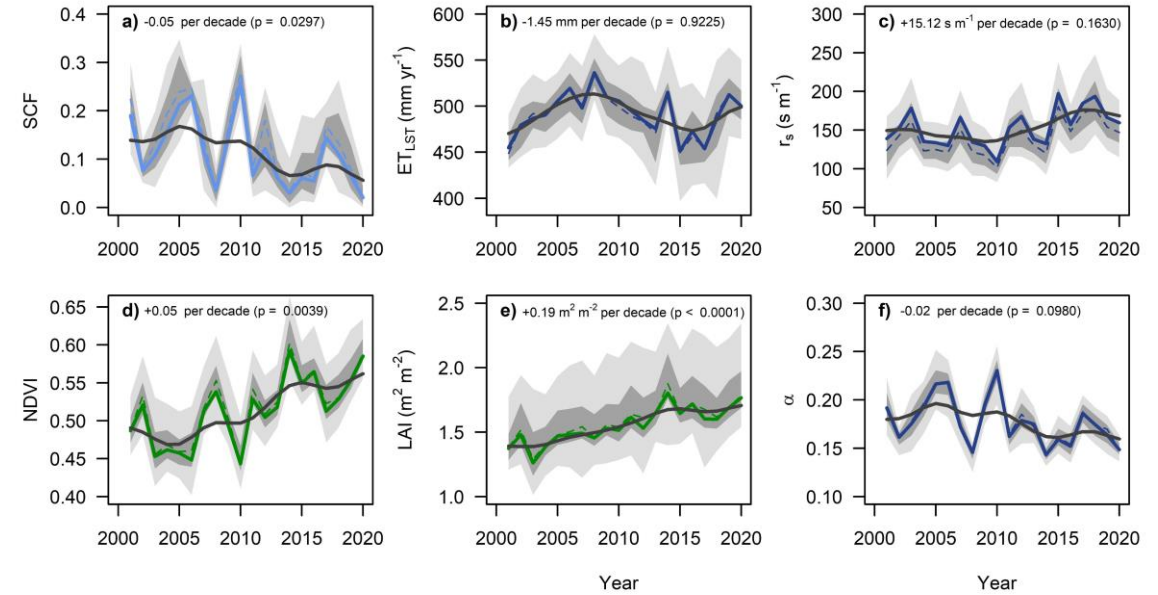 a) -0.05 per decade (p = 0.0297)
SCF
0.4
0.3
0.2
0.1
0.0
2000 2005 2010 2015 2020
b) -1.45 mm per decade (p = 0.9225)
ET_LST (mm yr⁻¹)
600
550
500
450
400
2000 2005 2010 2015 2020
c) +15.12 s m⁻¹ per decade (p = 0.1630)
r_s (s m⁻¹)
300
250
200
150
100
50
2000 2005 2010 2015 2020
d) +0.05 per decade (p = 0.0039)
NDVI
0.65
0.60
0.55
0.50
0.45
0.40
2000 2005 2010 2015 2020
e) +0.19 m² m⁻² per decade (p < 0.0001)
LAI (m² m⁻²)
2.5
2.0
1.5
1.0
2000 2005 2010 2015 2020
Year
f) -0.02 per decade (p = 0.0980)
α
0.30
0.25
0.20
0.15
0.10
2000 2005 2010 2015 2020
Year